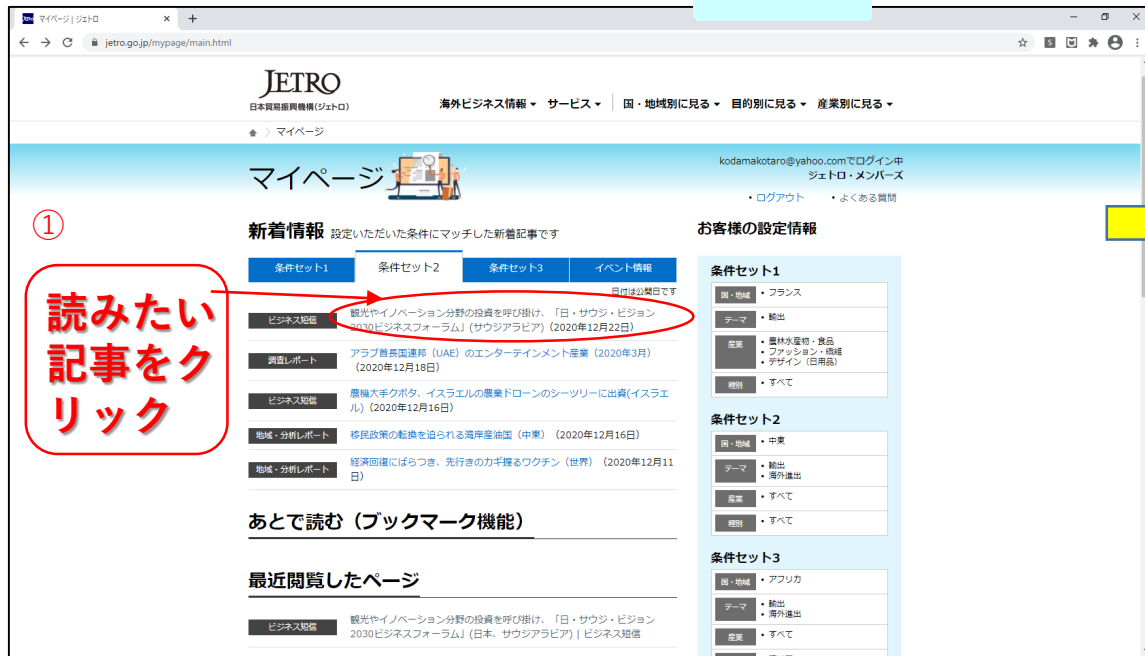 マイページ | ジェトロ
jetro.go.jp/mypage/main.html
JETRO
日本貿易振興機構(ジェトロ)
海外ビジネス情報 サービス 国・地域別に見る 目的別に見る 産業別に見る
マイページ
マイページ
kodamakotaro@yahoo.comでログイン中
ジェトロ・メンバーズ
・ログアウト ・よくある質問
①
読みたい
記事をク
リック
新着情報 設定いただいた条件にマッチした新着記事です
条件セット1 条件セット2 条件セット3 イベント情報
日付は公開日です
ビジネス短信
観光やイノベーション分野の投資を呼び掛け、「日・サウジ・ビジョン
2030ビジネスフォーラム」(サウジアラビア)(2020年12月22日)
調査レポート
アラブ首長国連邦(UAE)のエンターテインメント産業(2020年3月)
(2020年12月18日)
ビジネス短信
農機大手クボタ、イスラエルの農業ドローンのシーツリーに出資(イスラエ
ル)(2020年12月16日)
地域・分析レポート
移民政策の転換を迫られる湾岸産油国(中東)(2020年12月16日)
地域・分析レポート
経済回復にばらつき、先行きのカギ握るワクチン(世界)(2020年12月11
日)
あとで読む(ブックマーク機能)
最近閲覧したページ
ビジネス短信
観光やイノベーション分野の投資を呼び掛け、「日・サウジ・ビジョン
2030ビジネスフォーラム」(日本、サウジアラビア) | ビジネス短信
お客様の設定情報
条件セット1
国・地域 ・フランス
テーマ ・輸出
産業 ・農林水産物・食品
・ファッション・繊維
・デザイン(日用品)
種別 ・すべて
条件セット2
国・地域 ・中東
テーマ ・輸出
・海外進出
産業 ・すべて
種別 ・すべて
条件セット3
国・地域 ・アフリカ
テーマ ・輸出
・海外進出
産業 ・すべて